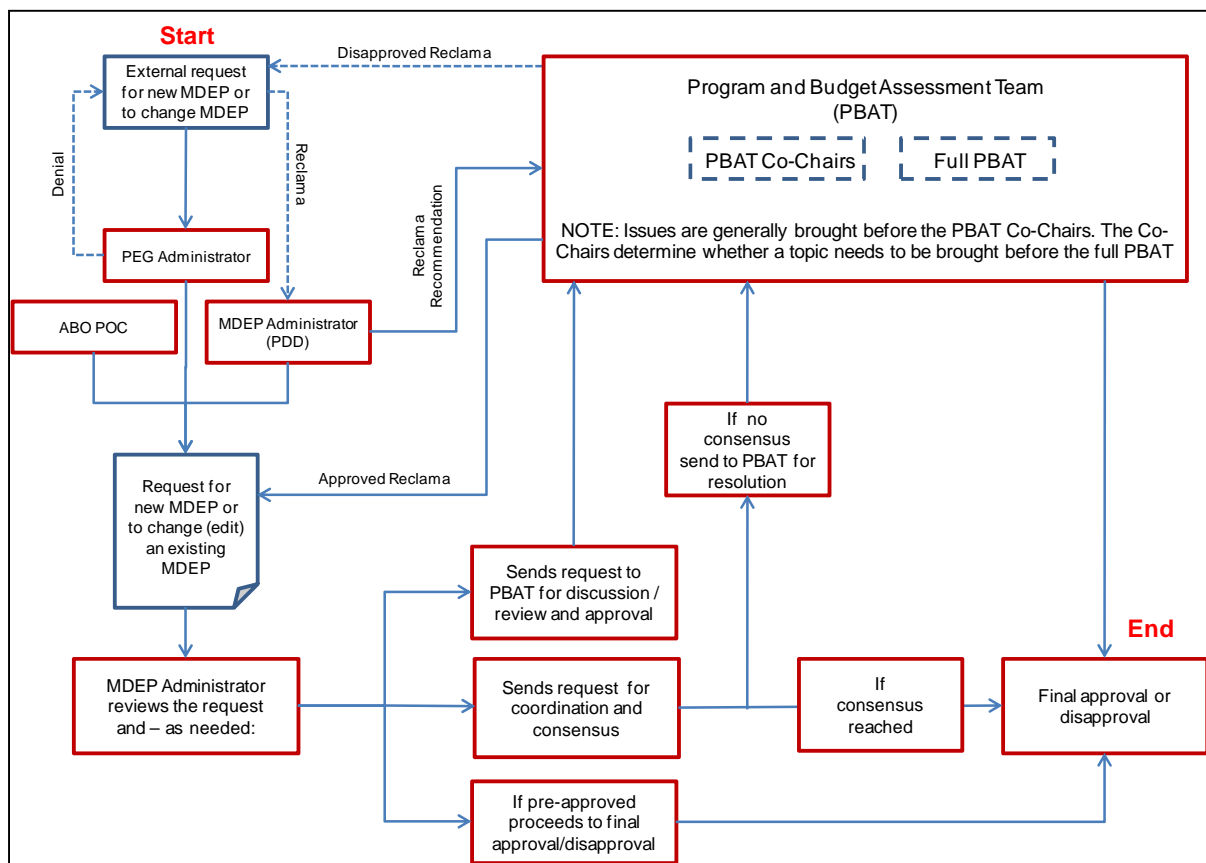 Start
External request
for new MDEP or
to change MDEP
Disapproved Reclama
Denial
Reclama
PEG Administrator
ABO POC
MDEP Administrator
(PDD)
Reclama
Recommendation
Program and Budget Assessment Team
(PBAT)
PBAT Co-Chairs
Full PBAT
NOTE: Issues are generally brought before the PBAT Co-Chairs. The Co-
Chairs determine whether a topic needs to be brought before the full PBAT
Approved Reclama
Request for
new MDEP or
to change (edit)
an existing
MDEP
If no
consensus
send to PBAT for
resolution
Sends request to
PBAT for discussion /
review and approval
MDEP Administrator
reviews the request
and – as needed:
Sends request for
coordination and
consensus
If
consensus
reached
End
Final approval or
disapproval
If pre-approved
proceeds to final
approval/disapproval